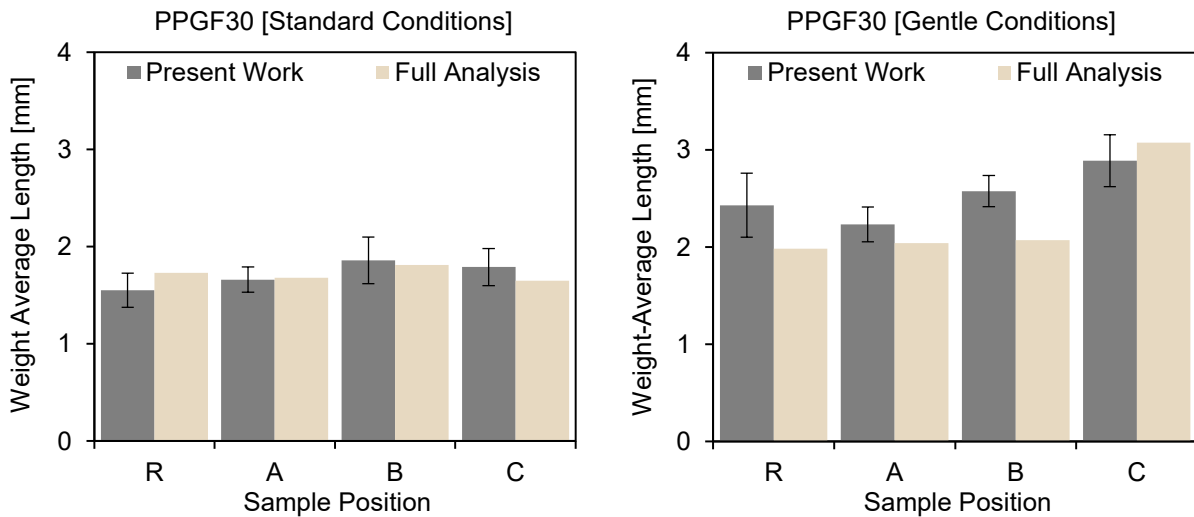 PPGF30 [Standard Conditions]
Weight Average Length [mm]
4
3
2
1
0
Present Work
Full Analysis
R A B C
Sample Position
PPGF30 [Gentle Conditions]
Weight-Average Length [mm]
4
3
2
1
0
Present Work
Full Analysis
R A B C
Sample Position